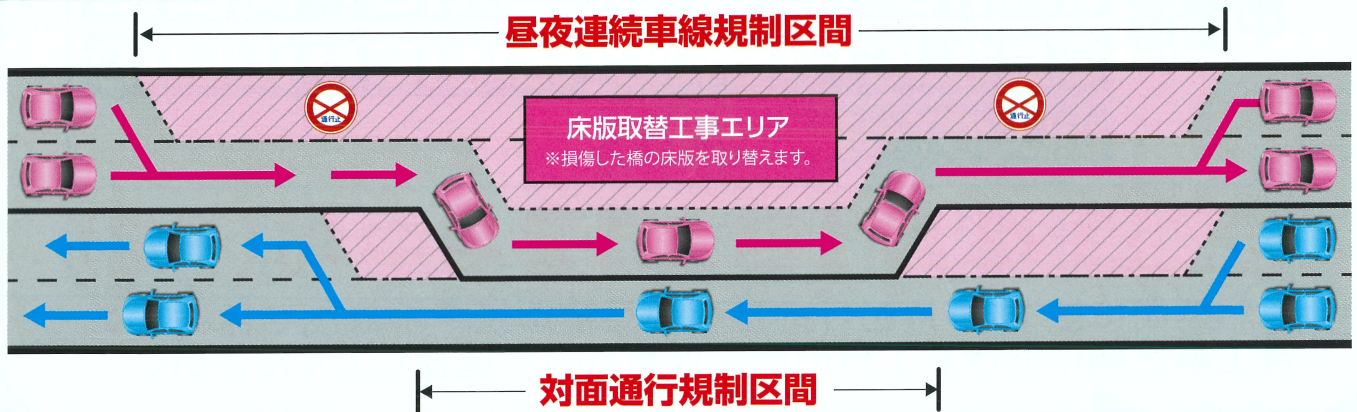 昼夜連続車線規制区間
通行止
通行止
床版取替工事エリア
※損傷した橋の床版を取り替えます。
対面通行規制区間